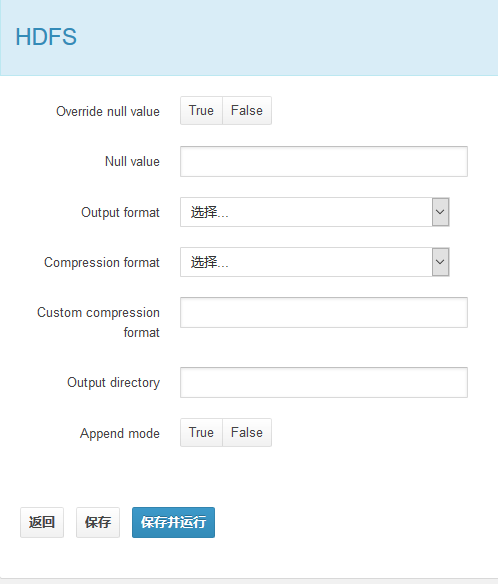 HDFS
Override null value True False
Null value
Output format 选择...
Compression format 选择...
Custom compression
format
Output directory
Append mode True False
返回 保存 保存并运行